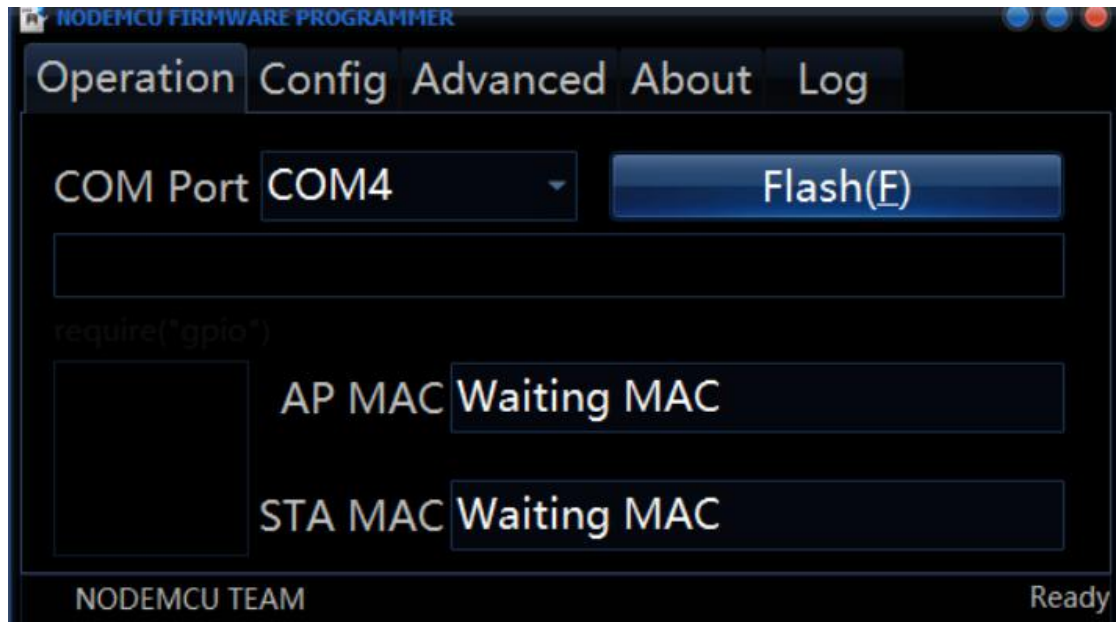 NODEMCU FIRMWARE PROGRAMMER
Operation Config Advanced About Log
COM Port COM4 Flash(F)
require("gpio")
AP MAC Waiting MAC
STA MAC Waiting MAC
NODEMCU TEAM Ready